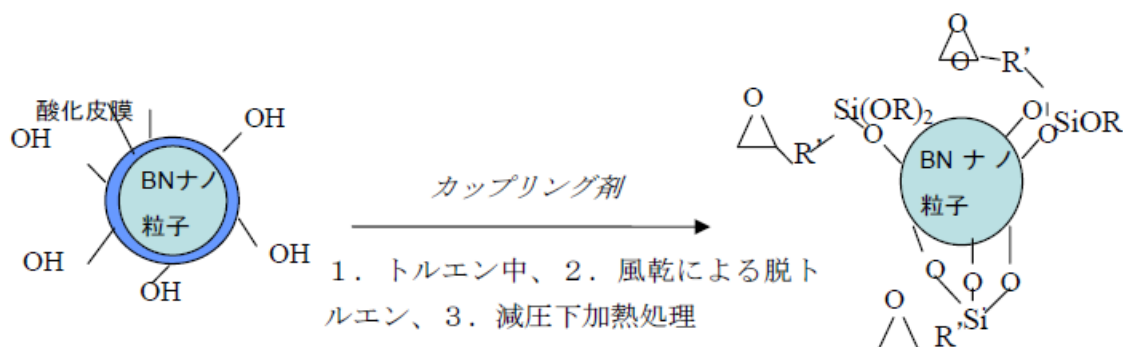 酸化皮膜
OH
OH
BNナノ
粒子
OH
OH
OH
カップリング剤
1．トルエン中、2．風乾による脱ト
ルエン、3．減圧下加熱処理
O
O
R'
O
Si(OR)2
R'
O
O
O
SiOR
BN ナノ
粒子
O
O
O
O
R'
Si